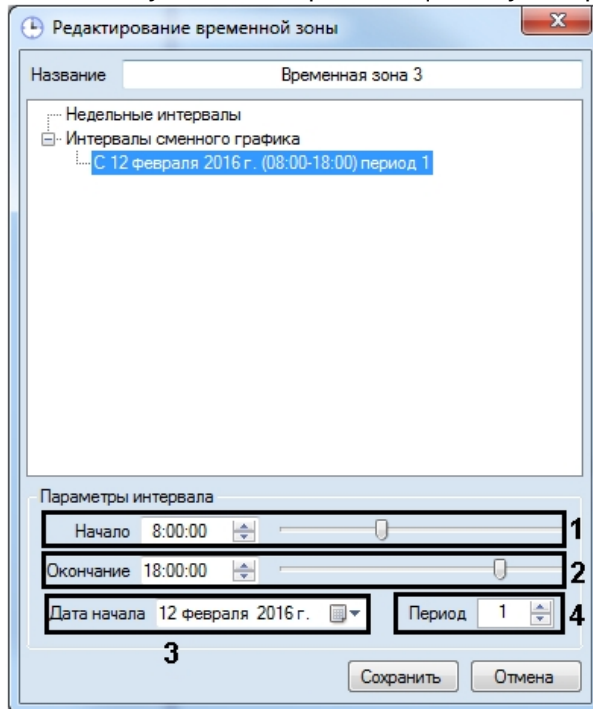 Редактирование временной зоны
Название Временная зона 3
Недельные интервалы
Интервалы сменного графика
С 12 февраля 2016 г. (08:00-18:00) период 1
Параметры интервала
Начало 8:00:00 1
Окончание 18:00:00 2
Дата начала 12 февраля 2016 г. Период 1 4
3
Сохранить Отмена